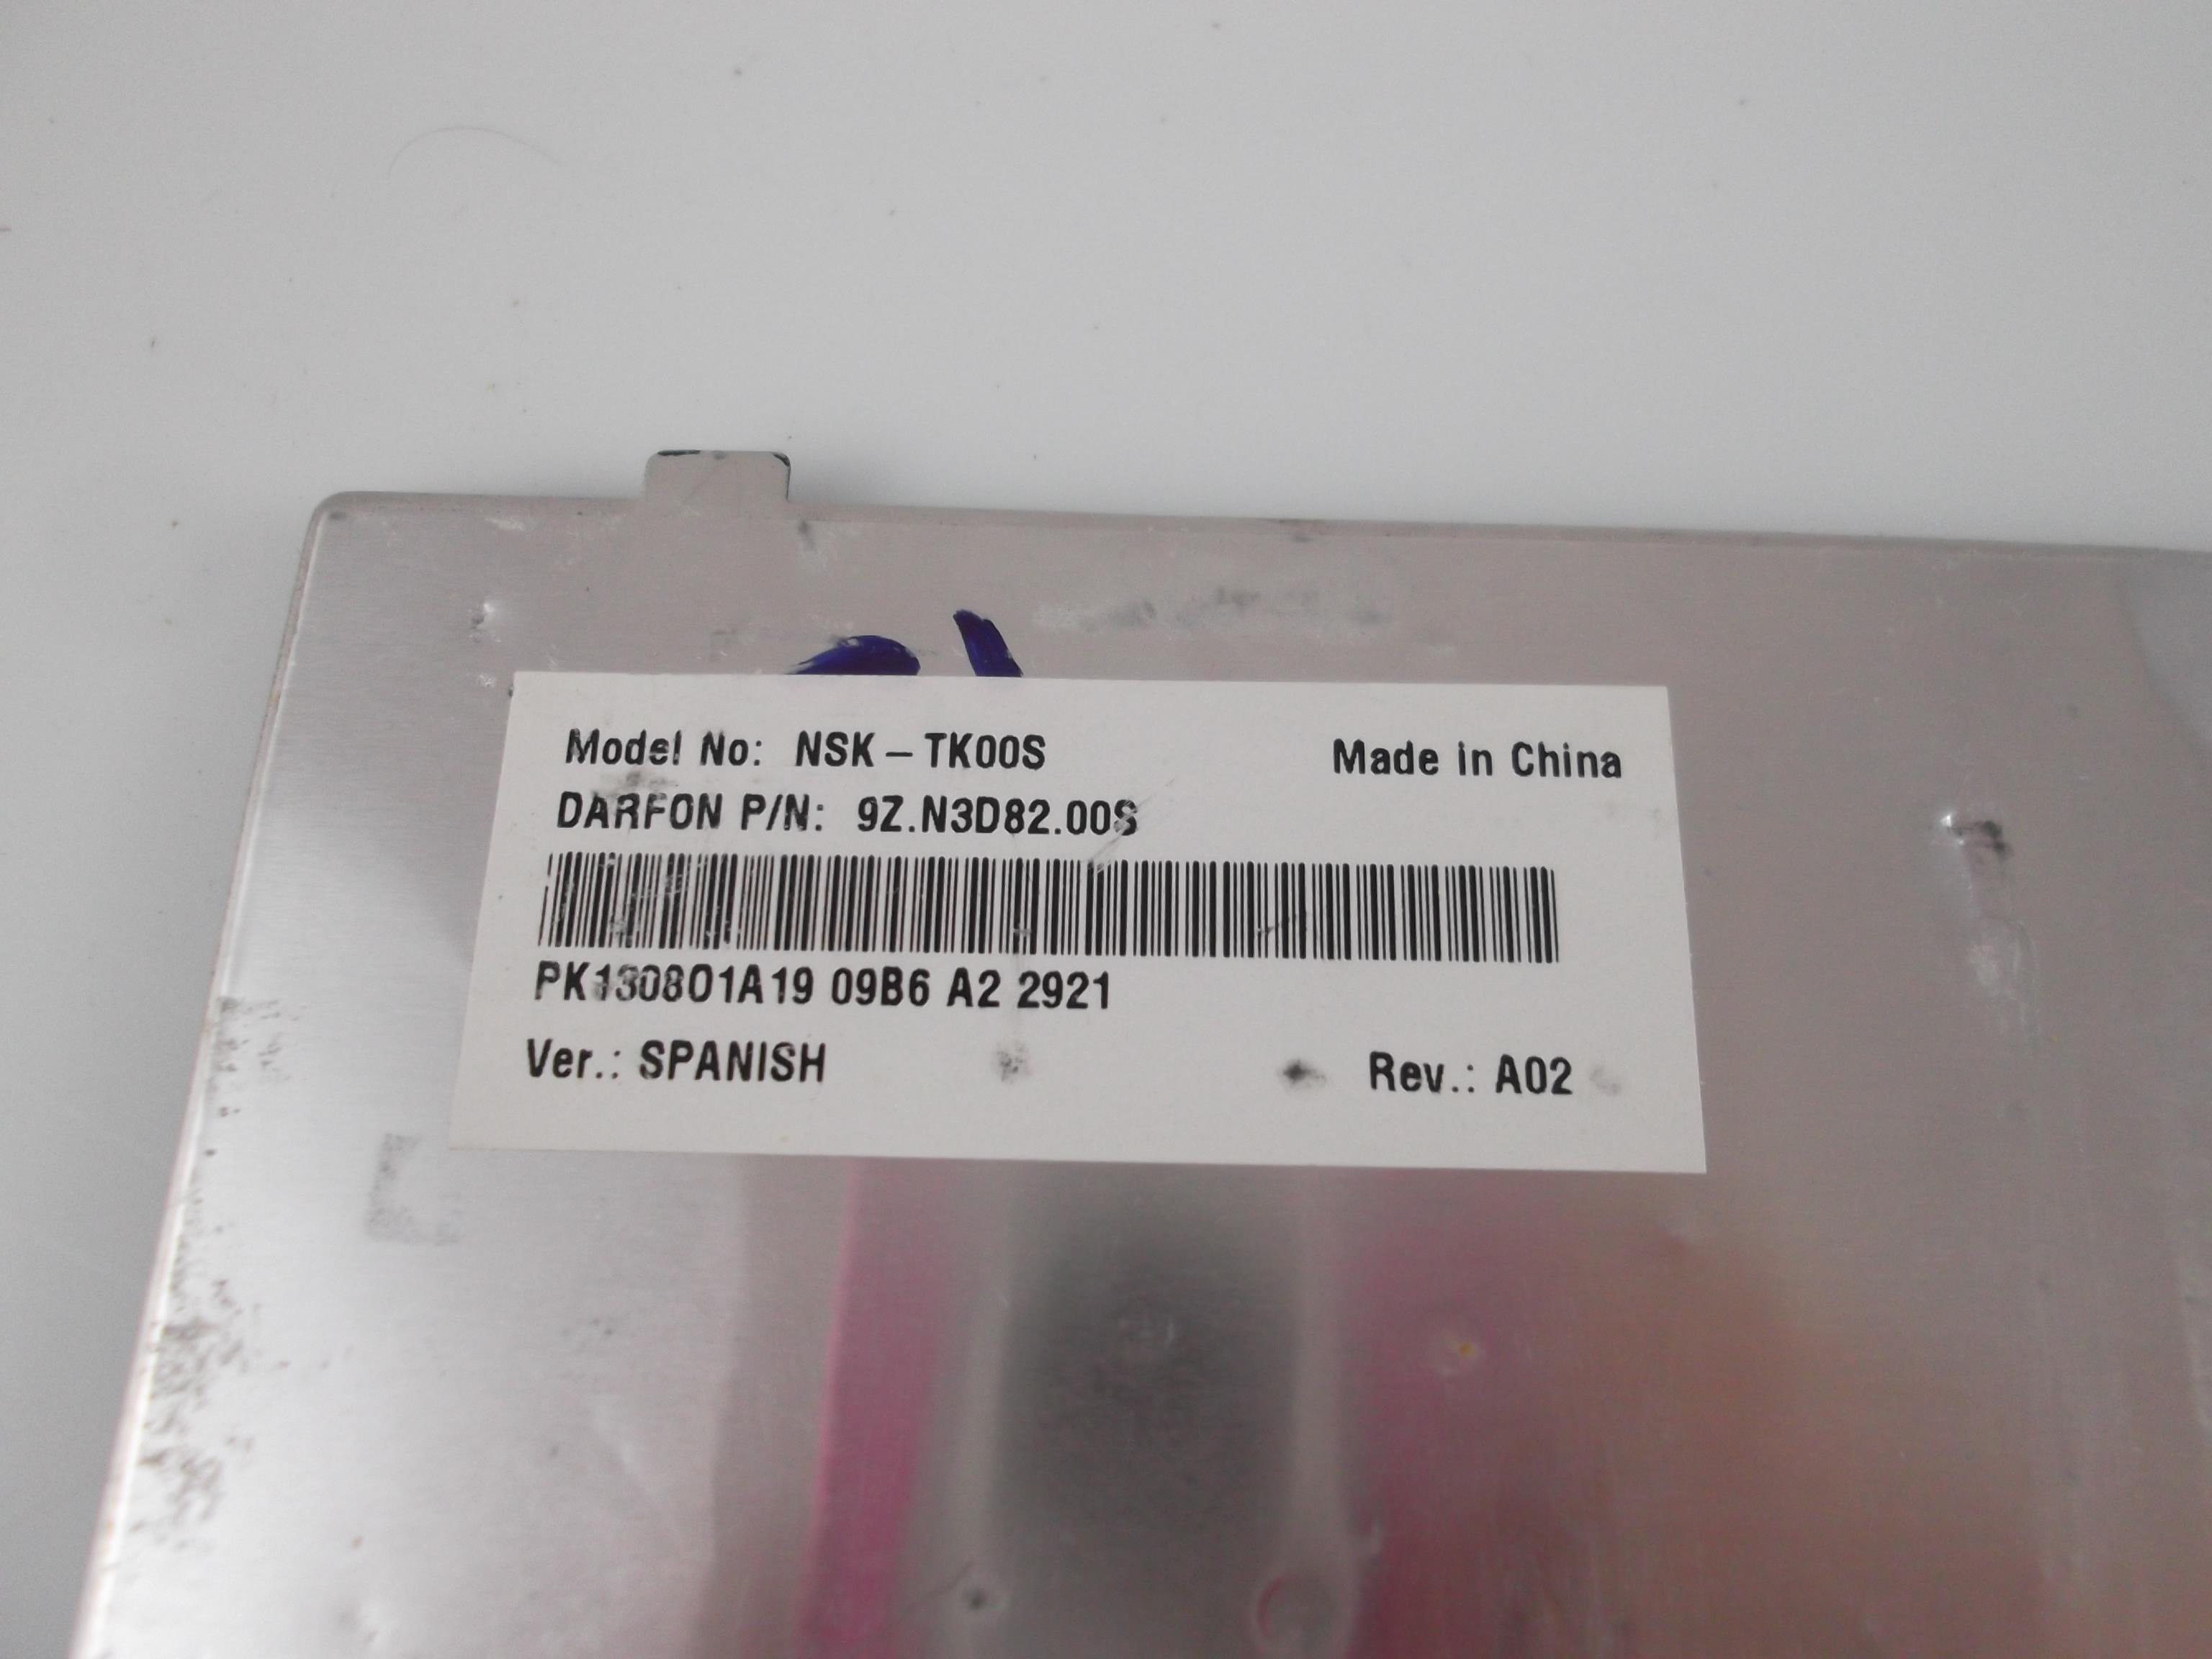 Model No: NSK – TK00S
Made in China
DARFON P/N: 9Z.N3D82.00S
PK130801A19 09B6 A2 2921
Ver.: SPANISH
Rev.: A02